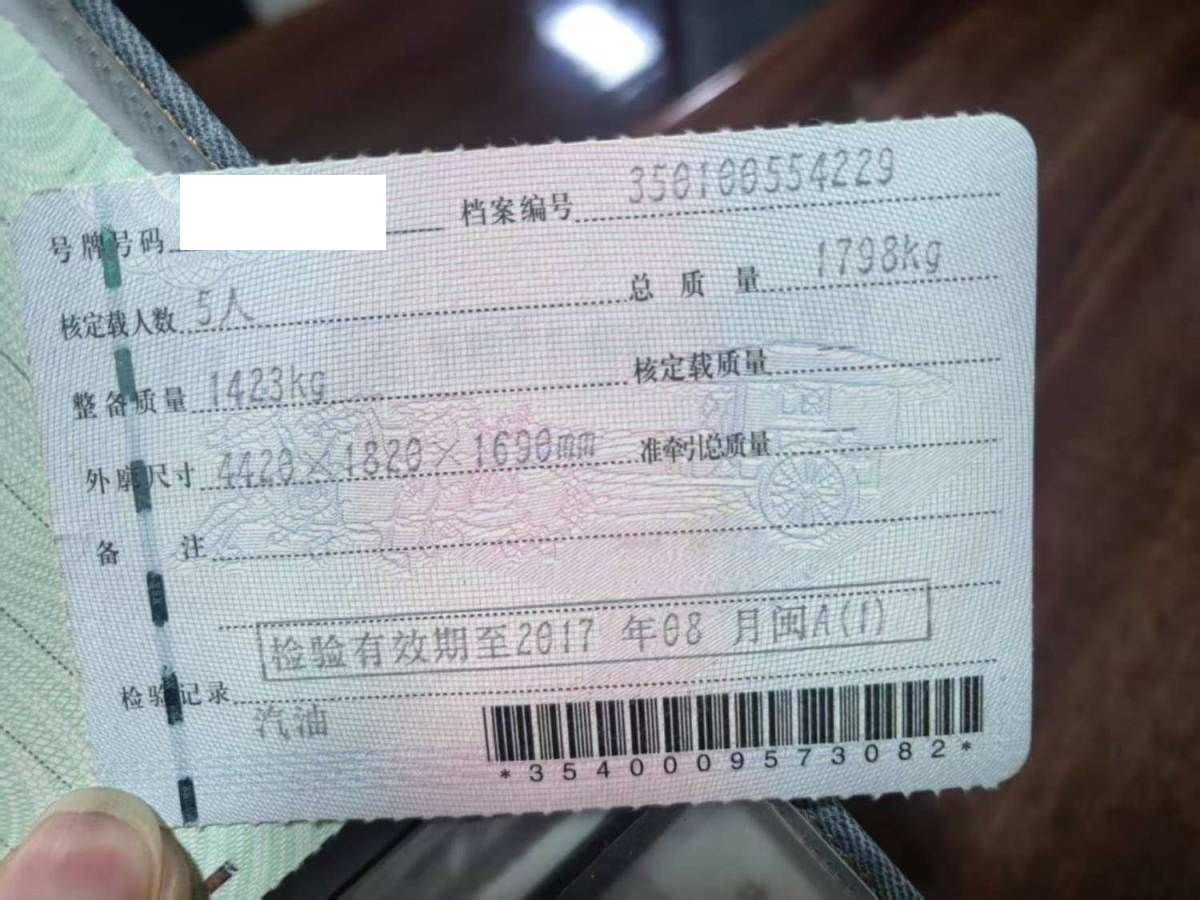 号牌号码 档案编号 350100554229
核定载人数 5人 总质量 1798kg
整备质量 1423kg 核定载质量 --
外廓尺寸 4420×1820×1690mm 准牵引总质量 --
备注
检验有效期至2017 年08 月闽A(1)
检验记录
汽油
*3540009573082*